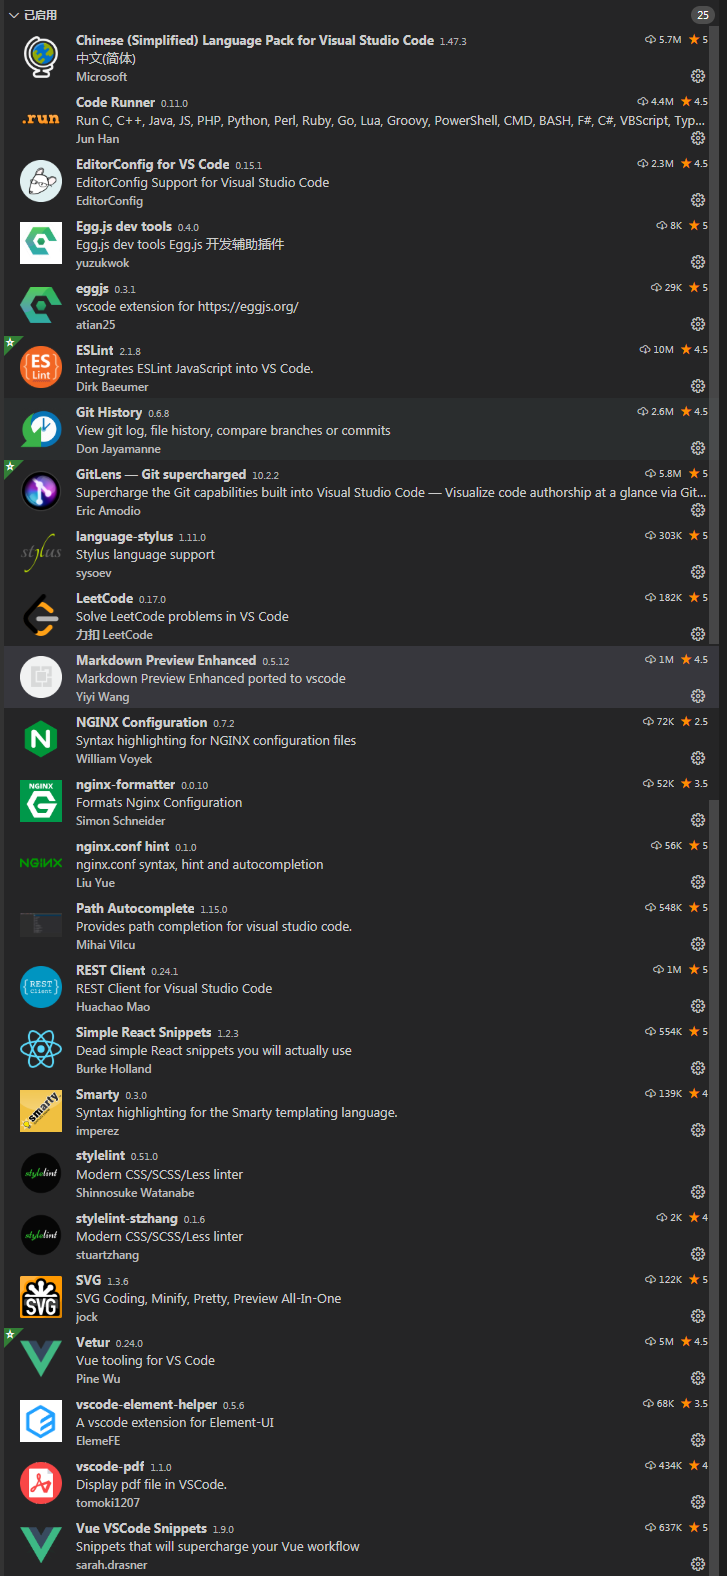 已启用 25
Chinese (Simplified) Language Pack for Visual Studio Code 1.47.3 5.7M 5
中文(简体)
Microsoft
.run
Code Runner 0.11.0 4.4M 4.5
Run C, C++, Java, JS, PHP, Python, Perl, Ruby, Go, Lua, Groovy, PowerShell, CMD, BASH, F#, C#, VBScript, Typ...
Jun Han
EditorConfig for VS Code 0.15.1 2.3M 4.5
EditorConfig Support for Visual Studio Code
EditorConfig
Egg.js dev tools 0.4.0 8K 5
Egg.js dev tools Egg.js 开发辅助插件
yuzukwok
eggjs 0.3.1 29K 5
vscode extension for https://eggjs.org/
atian25
ES
Lint
ESLint 2.1.8 10M 4.5
Integrates ESLint JavaScript into VS Code.
Dirk Baeumer
Git History 0.6.8 2.6M 4.5
View git log, file history, compare branches or commits
Don Jayamanne
GitLens — Git supercharged 10.2.2 5.8M 5
Supercharge the Git capabilities built into Visual Studio Code — Visualize code authorship at a glance via Git...
Eric Amodio
stylus
language-stylus 1.11.0 303K 5
Stylus language support
sysoev
LeetCode 0.17.0 182K 5
Solve LeetCode problems in VS Code
力扣 LeetCode
Markdown Preview Enhanced 0.5.12 1M 4.5
Markdown Preview Enhanced ported to vscode
Yiyi Wang
N
NGINX Configuration 0.7.2 72K 2.5
Syntax highlighting for NGINX configuration files
William Voyek
NGINX
G
nginx-formatter 0.0.10 52K 3.5
Formats Nginx Configuration
Simon Schneider
NGINX
nginx.conf hint 0.1.0 56K 5
nginx.conf syntax, hint and autocompletion
Liu Yue
Path Autocomplete 1.15.0 548K 5
Provides path completion for visual studio code.
Mihai Vilcu
{REST}
Client
REST Client 0.24.1 1M 5
REST Client for Visual Studio Code
Huachao Mao
Simple React Snippets 1.2.3 554K 5
Dead simple React snippets you will actually use
Burke Holland
smarty
Smarty 0.3.0 139K 4
Syntax highlighting for the Smarty templating language.
imperez
stylelint
stylelint 0.51.0
Modern CSS/SCSS/Less linter
Shinnosuke Watanabe
stylelint
stylelint-stzhang 0.1.6 2K 4
Modern CSS/SCSS/Less linter
stuartzhang
SVG
SVG 1.3.6 122K 5
SVG Coding, Minify, Pretty, Preview All-In-One
jock
Vetur 0.24.0 5M 4.5
Vue tooling for VS Code
Pine Wu
vscode-element-helper 0.5.6 68K 3.5
A vscode extension for Element-UI
ElemeFE
vscode-pdf 1.1.0 434K 4
Display pdf file in VSCode.
tomoki1207
Vue VSCode Snippets 1.9.0 637K 5
Snippets that will supercharge your Vue workflow
sarah.drasner